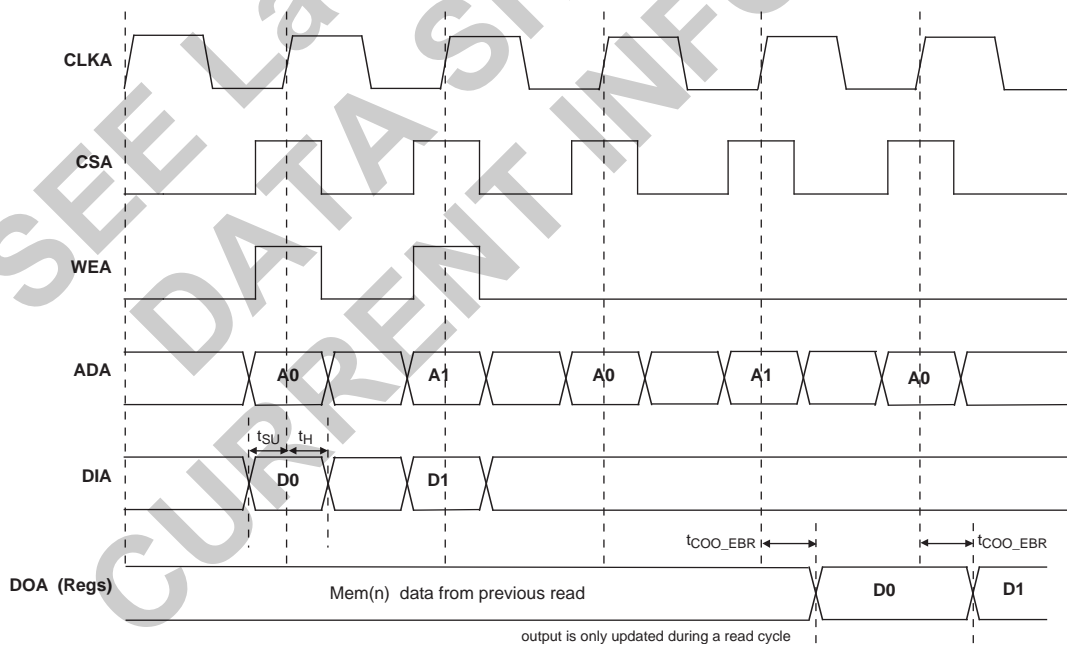 SEE La
DATA S
CURRENT INFO
CLKA
CSA
WEA
ADA A0 A1 A0 A1 A0
tSU tH
DIA D0 D1
tCOO_EBR tCOO_EBR
DOA (Regs) Mem(n) data from previous read D0 D1
output is only updated during a read cycle